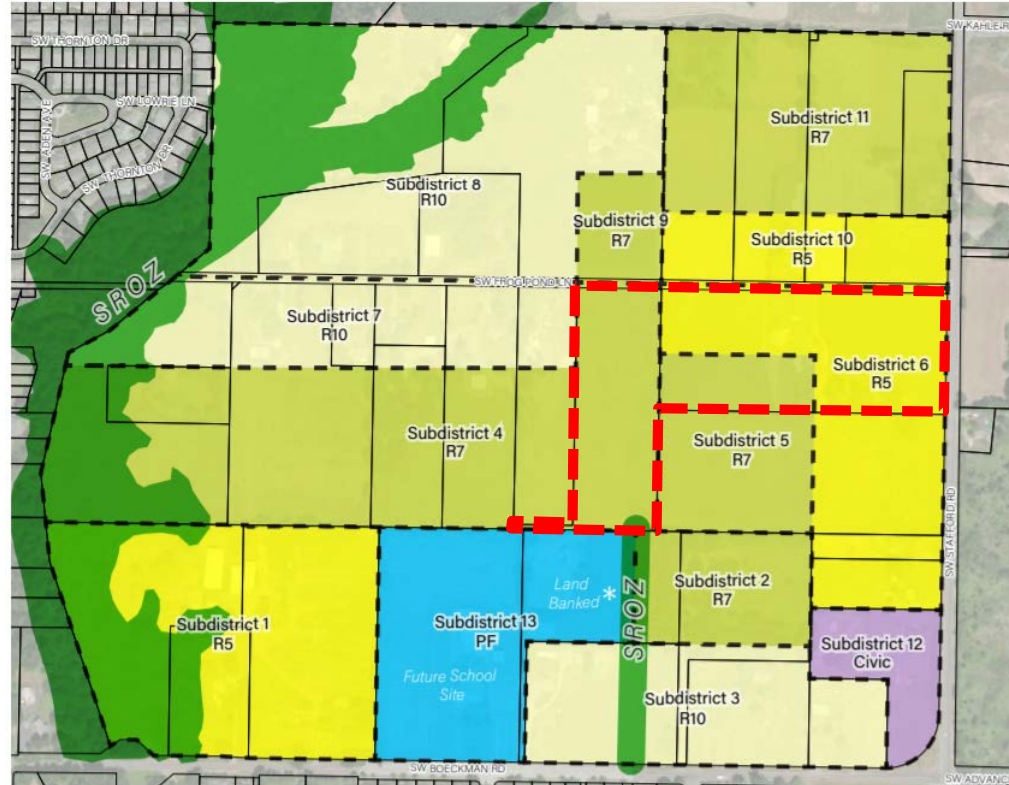 SW KAHLE R
SW THORNTON DR
SW LOWRIE LN
SW ADEN AVE
SW THORNTON DR
Subdistrict 11
R7
Subdistrict 8
R10
Subdistrict 9
R7
Subdistrict 10
R5
SROZ
SW FROG POND LN
Subdistrict 7
R10
Subdistrict 6
R5
Subdistrict 4
R7
Subdistrict 5
R7
SW STAFFORD RD
Land
Banked *
SROZ
Subdistrict 2
R7
Subdistrict 1
R5
Subdistrict 13
PF
Subdistrict 12
Civic
Future School
Site
Subdistrict 3
R10
SW BOECKMAN RD
SW ADVANC